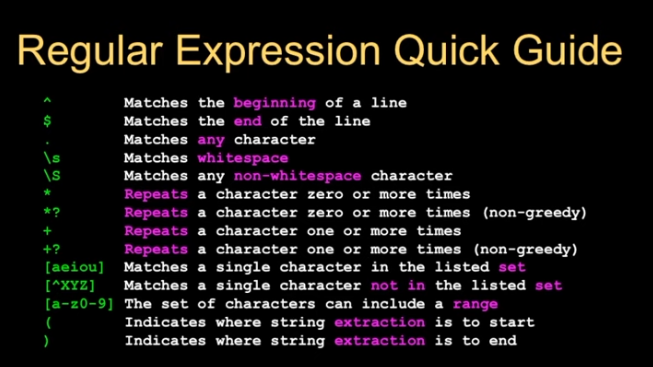 Regular Expression Quick Guide
^ Matches the beginning of a line
$ Matches the end of the line
. Matches any character
\s Matches whitespace
\S Matches any non-whitespace character
* Repeats a character zero or more times
*? Repeats a character zero or more times (non-greedy)
+ Repeats a character one or more times
+? Repeats a character one or more times (non-greedy)
[aeiou] Matches a single character in the listed set
[^XYZ] Matches a single character not in the listed set
[a-z0-9] The set of characters can include a range
( Indicates where string extraction is to start
) Indicates where string extraction is to end